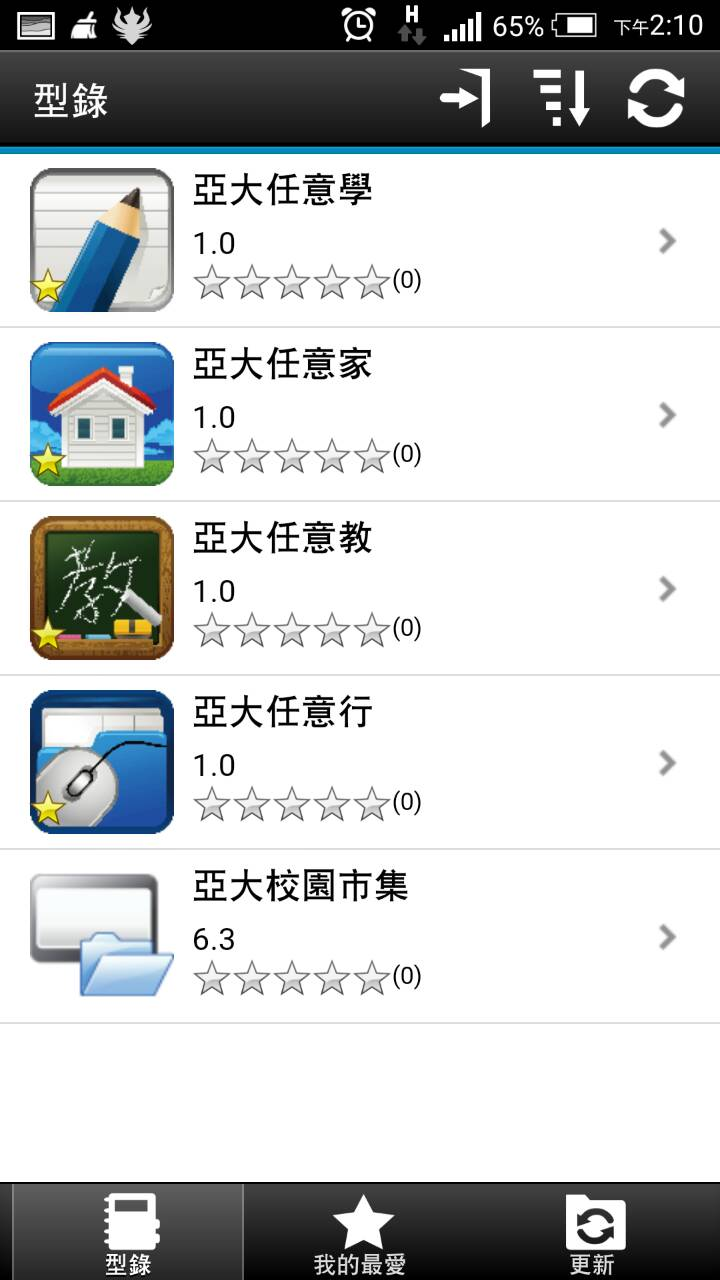 H
65%
下午2:10
型錄
亞大任意學
1.0
(0)
亞大任意家
1.0
(0)
教
亞大任意教
1.0
(0)
亞大任意行
1.0
(0)
亞大校園市集
6.3
(0)
型錄
我的最愛
更新